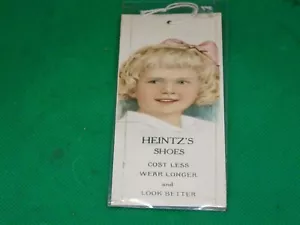 HEINTZ'S
SHOES
COST LESS
WEAR LONGER
and
LOOK BETTER